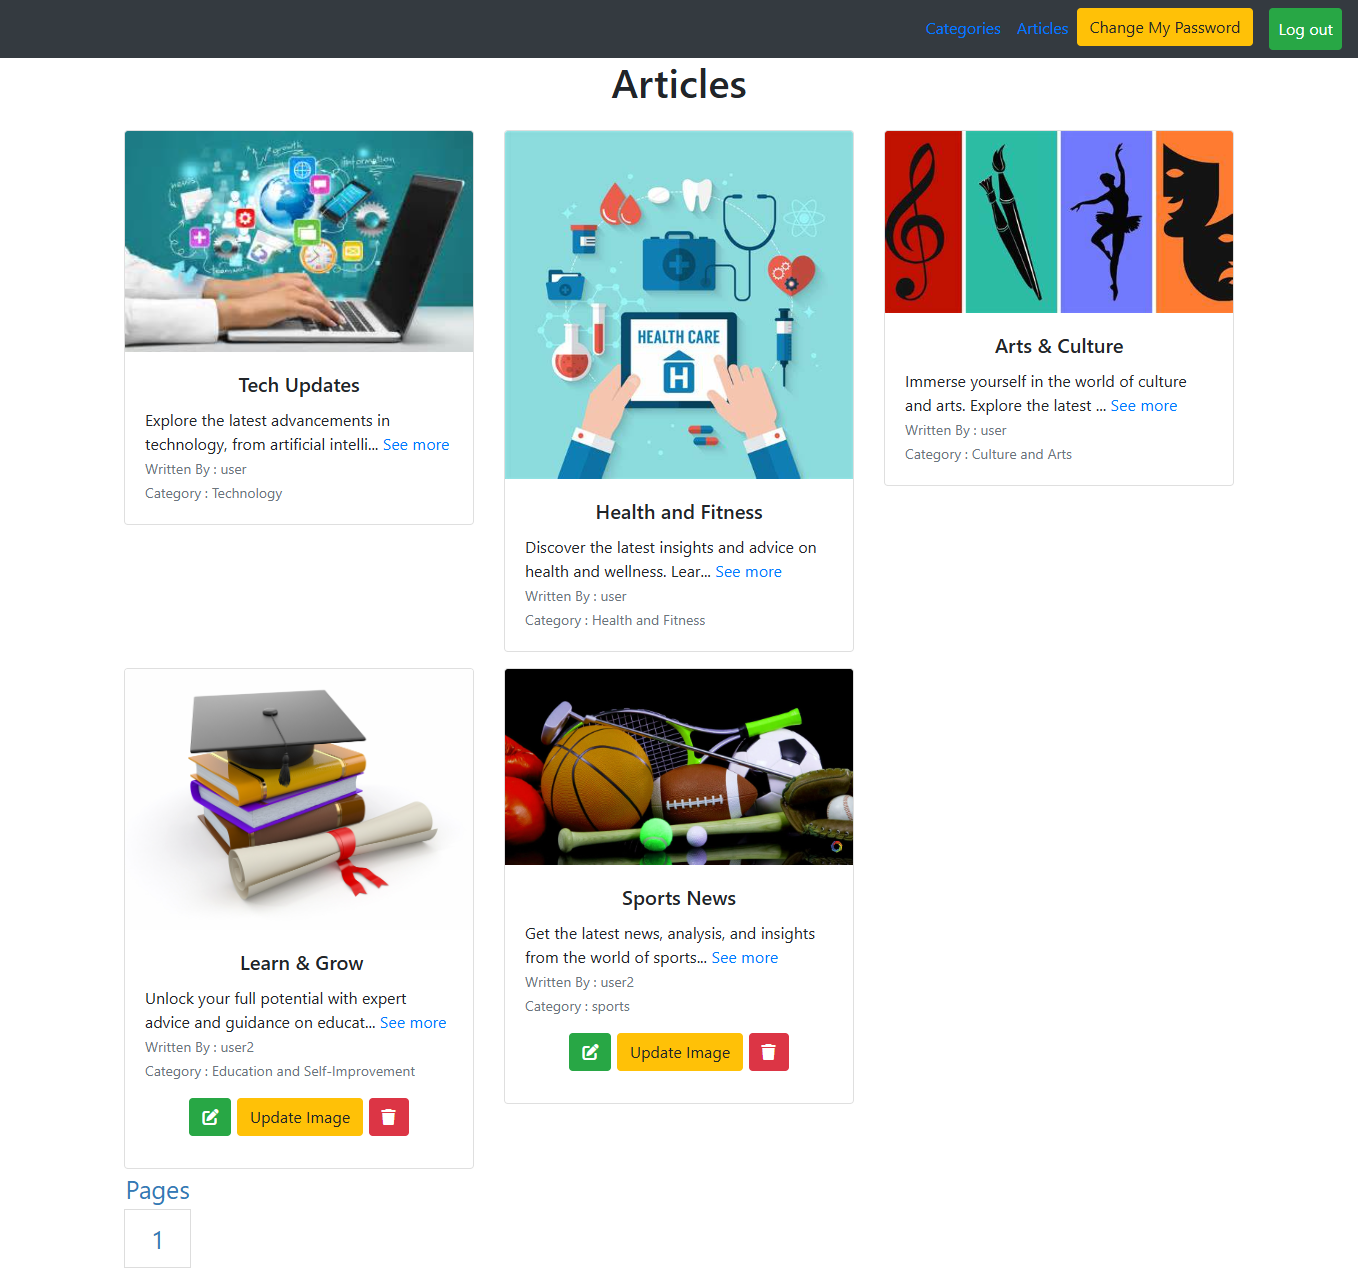 Categories
Articles
Change My Password
Log out
Articles
growth
information
news
teamwork
Tech Updates
Explore the latest advancements in
technology, from artificial intelli... See more
Written By : user
Category : Technology
HEALTH CARE
H
Health and Fitness
Discover the latest insights and advice on
health and wellness. Lear... See more
Written By : user
Category : Health and Fitness
Arts & Culture
Immerse yourself in the world of culture
and arts. Explore the latest ... See more
Written By : user
Category : Culture and Arts
Learn & Grow
Unlock your full potential with expert
advice and guidance on educat... See more
Written By : user2
Category : Education and Self-Improvement
Update Image
Sports News
Get the latest news, analysis, and insights
from the world of sports... See more
Written By : user2
Category : sports
Update Image
Pages
1